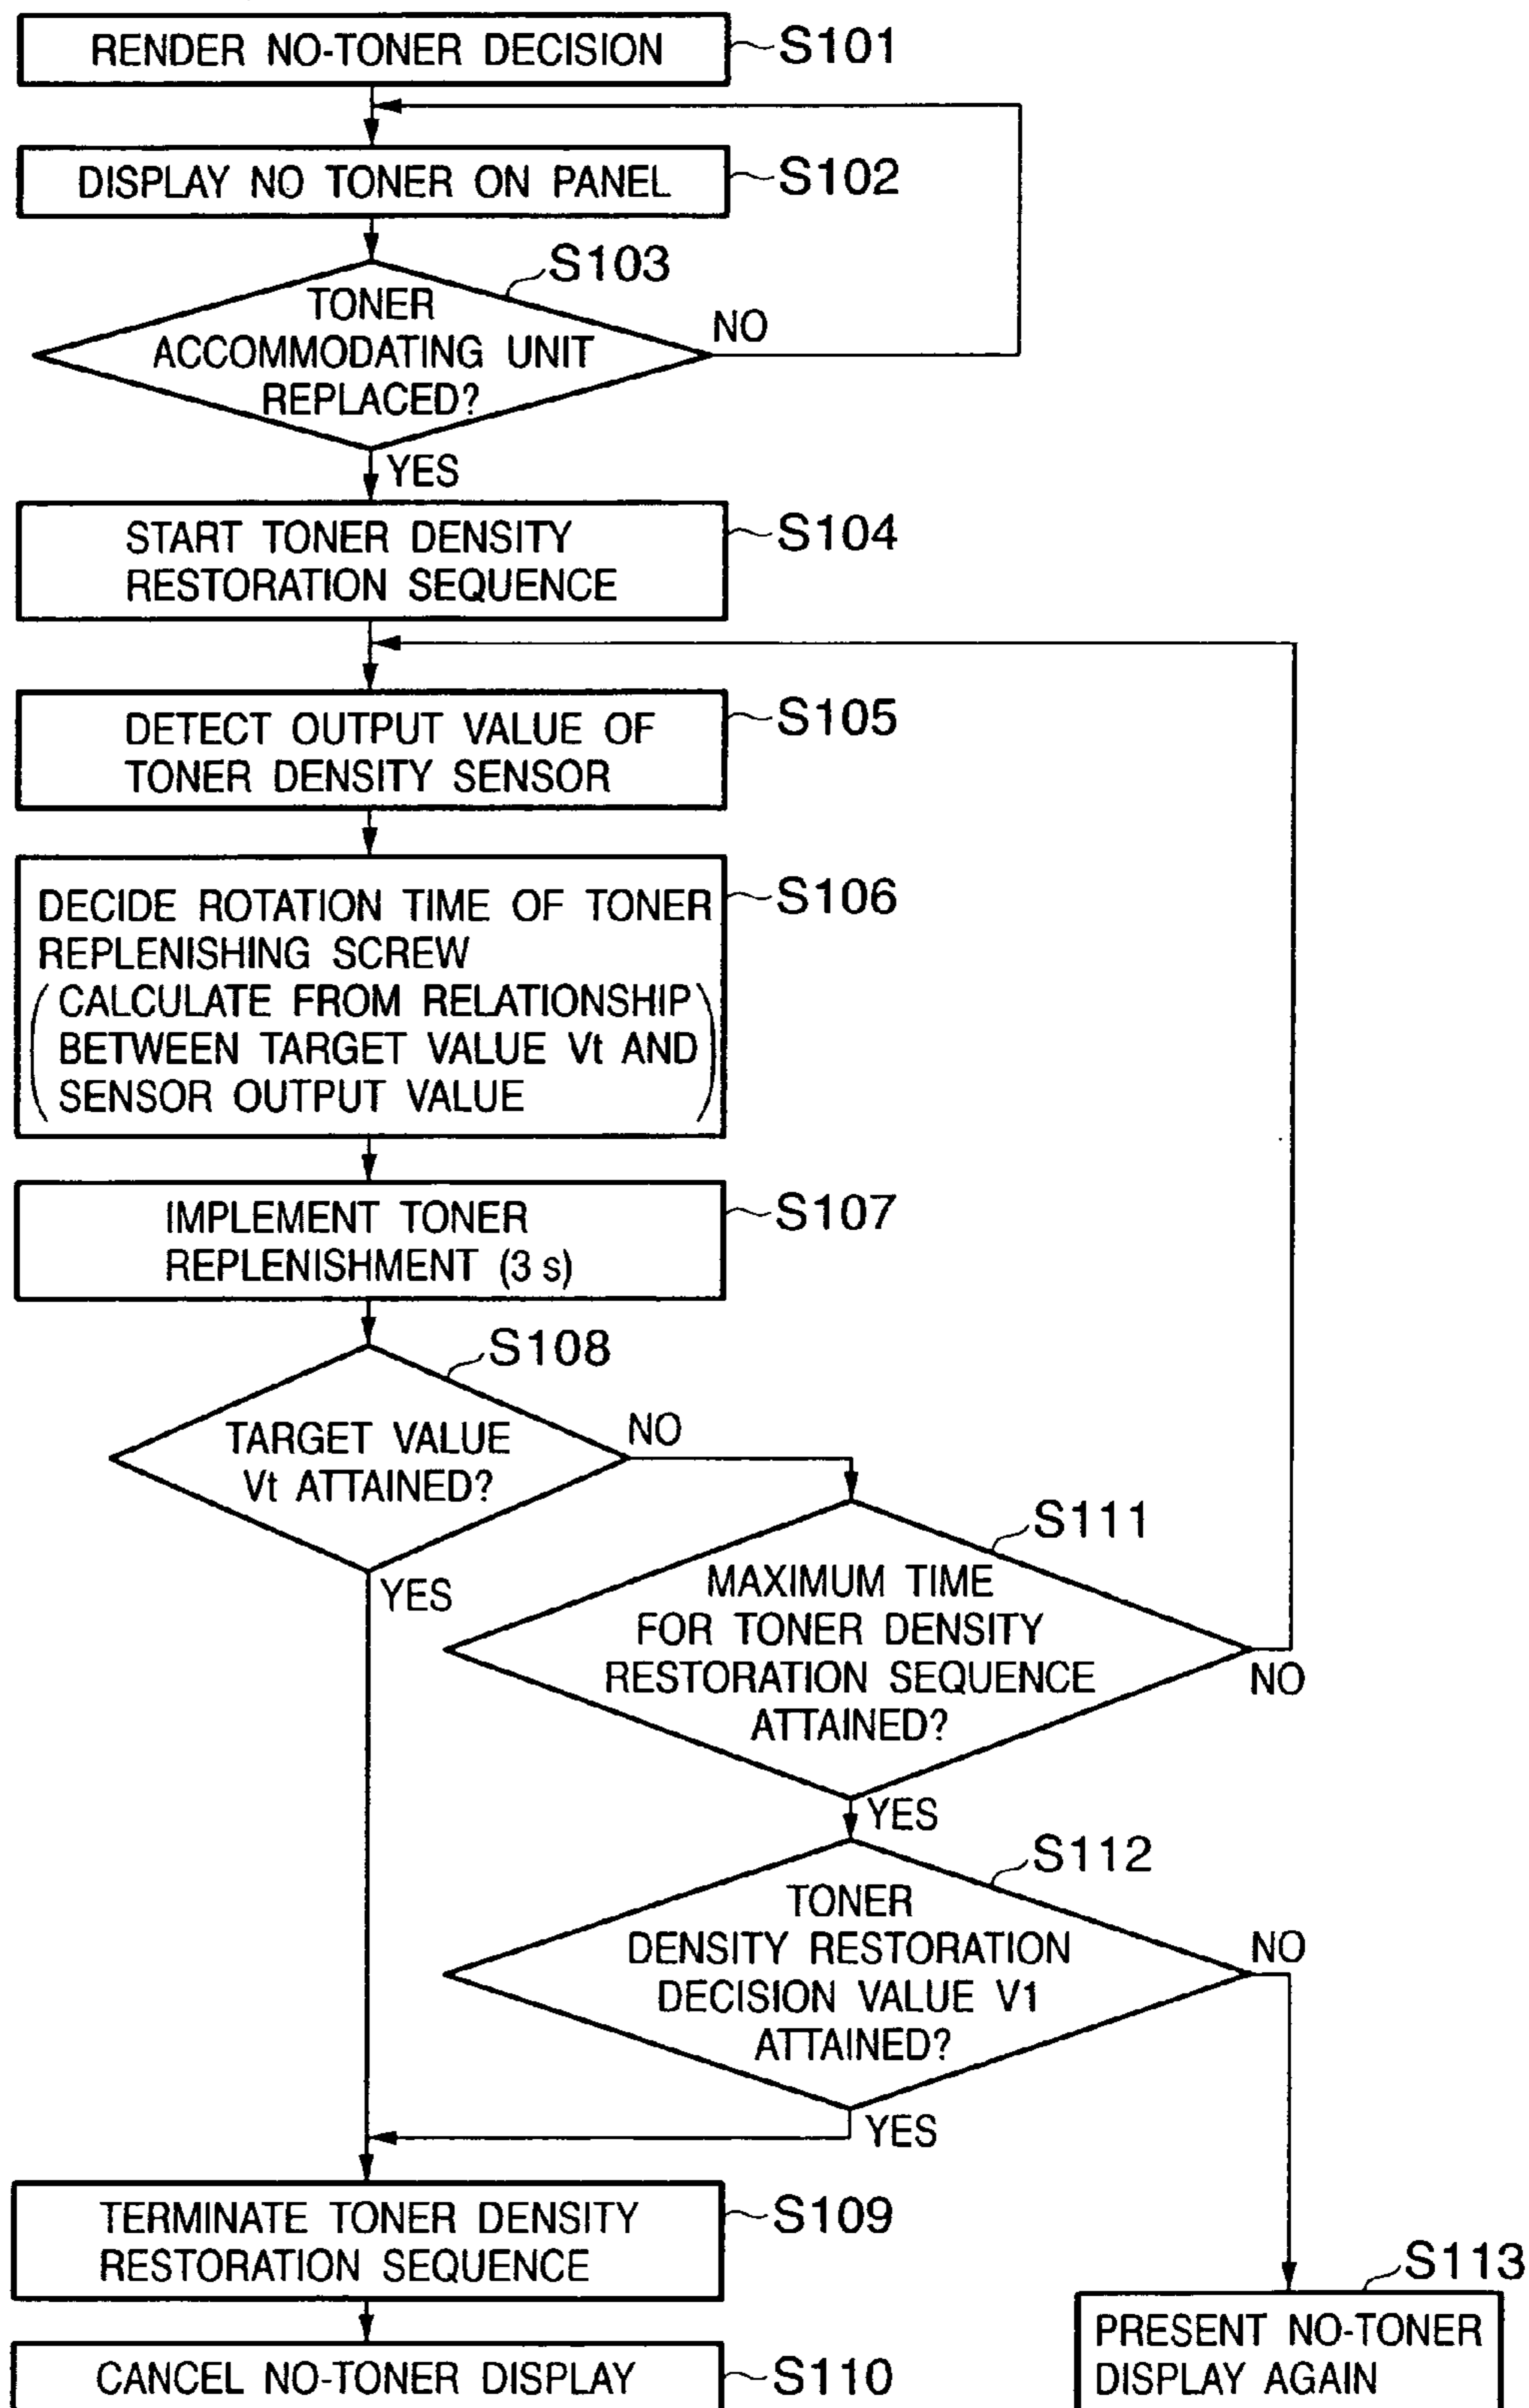 RENDER NO-TONER DECISION
S101
DISPLAY NO TONER ON PANEL
S102
S103
TONER
ACCOMMODATING UNIT
REPLACED?
NO
YES
START TONER DENSITY
RESTORATION SEQUENCE
S104
DETECT OUTPUT VALUE OF
TONER DENSITY SENSOR
S105
DECIDE ROTATION TIME OF TONER
REPLENISHING SCREW
(CALCULATE FROM RELATIONSHIP
BETWEEN TARGET VALUE Vt AND
SENSOR OUTPUT VALUE)
S106
IMPLEMENT TONER
REPLENISHMENT (3 s)
S107
S108
TARGET VALUE
Vt ATTAINED?
NO
YES
S111
MAXIMUM TIME
FOR TONER DENSITY
RESTORATION SEQUENCE
ATTAINED?
NO
YES
S112
TONER
DENSITY RESTORATION
DECISION VALUE V1
ATTAINED?
NO
YES
TERMINATE TONER DENSITY
RESTORATION SEQUENCE
S109
CANCEL NO-TONER DISPLAY
S110
S113
PRESENT NO-TONER
DISPLAY AGAIN